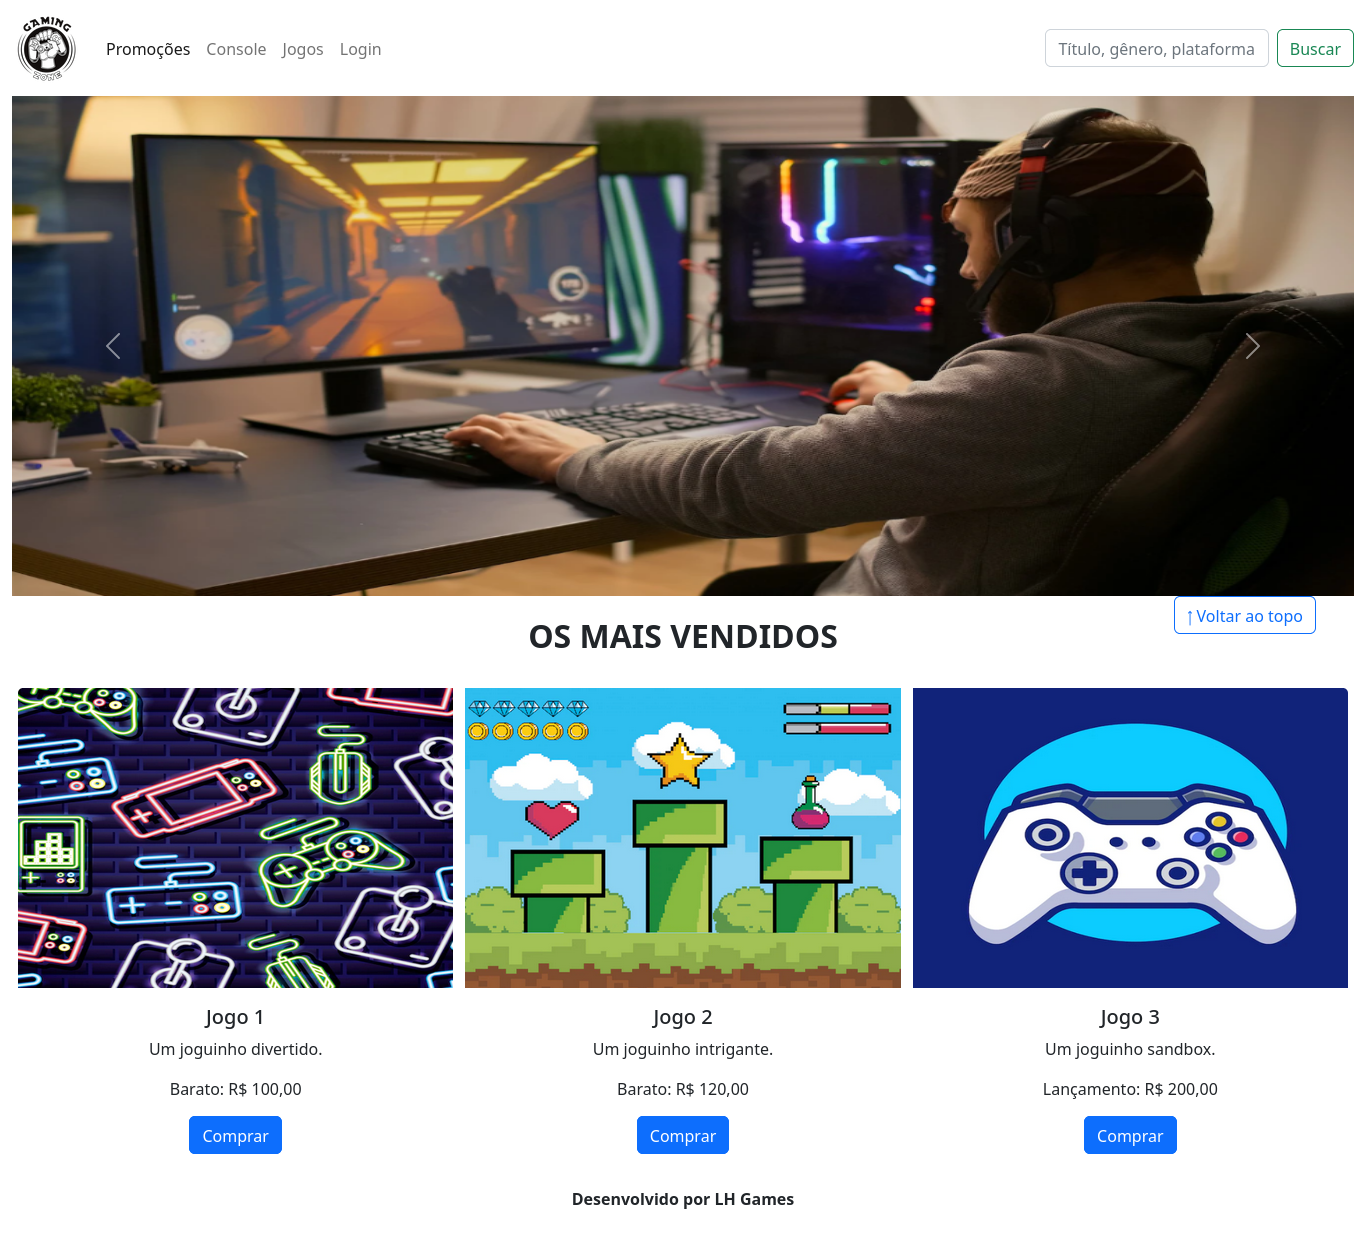 GAMING
ZONE
Promoções
Console
Jogos
Login
Título, gênero, plataforma
Buscar
↑ Voltar ao topo
OS MAIS VENDIDOS
Jogo 1
Um joguinho divertido.
Barato: R$ 100,00
Comprar
Jogo 2
Um joguinho intrigante.
Barato: R$ 120,00
Comprar
Jogo 3
Um joguinho sandbox.
Lançamento: R$ 200,00
Comprar
Desenvolvido por LH Games